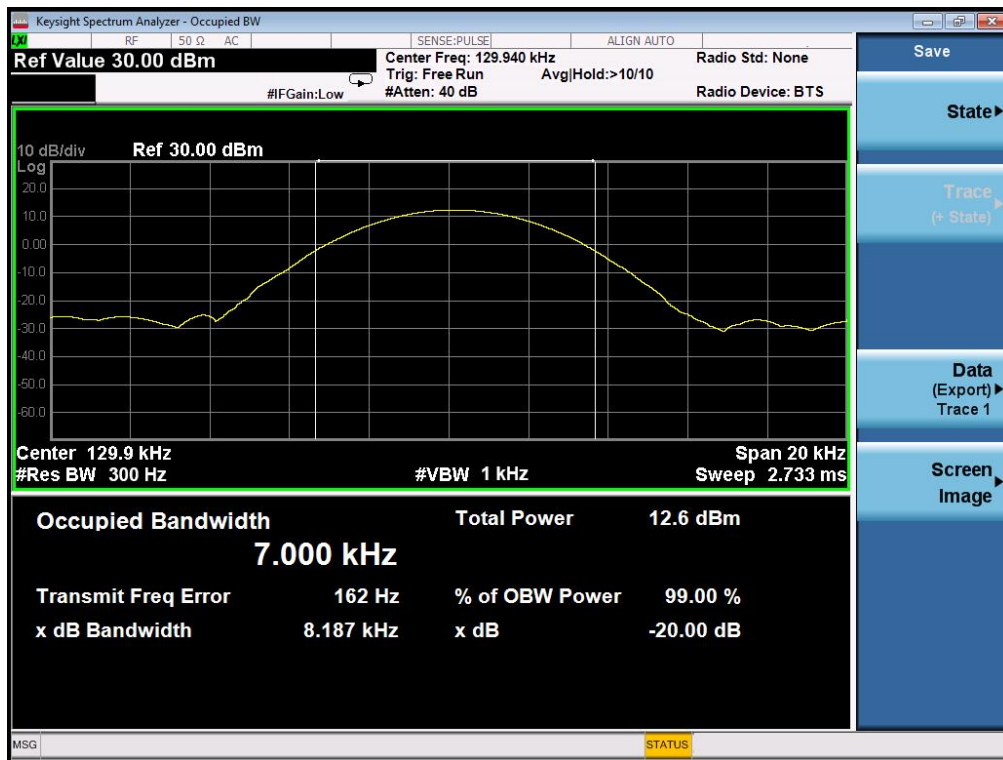 Keysight Spectrum Analyzer - Occupied BW
LXI RF 50 Ω AC SENSE:PULSE ALIGN AUTO
Ref Value 30.00 dBm
Center Freq: 129.940 kHz Radio Std: None
Trig: Free Run Avg|Hold:>10/10
#IFGain:Low #Atten: 40 dB Radio Device: BTS
10 dB/div Ref 30.00 dBm
Log
20.0
10.0
0.00
-10.0
-20.0
-30.0
-40.0
-50.0
-60.0
Center 129.9 kHz Span 20 kHz
#Res BW 300 Hz #VBW 1 kHz Sweep 2.733 ms
Occupied Bandwidth Total Power 12.6 dBm
7.000 kHz
Transmit Freq Error 162 Hz % of OBW Power 99.00 %
x dB Bandwidth 8.187 kHz x dB -20.00 dB
MSG STATUS
Save
State
Trace
(+ State)
Data
(Export)
Trace 1
Screen
Image